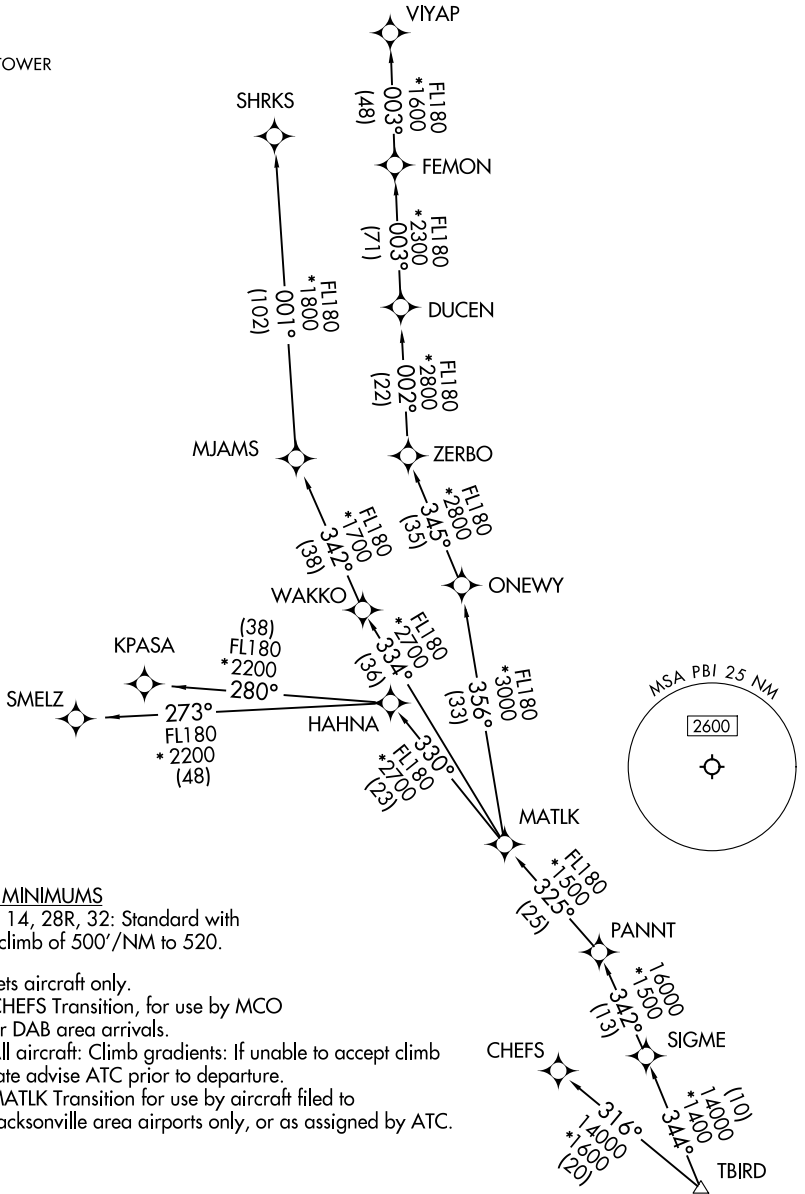 VIYAP
TOWER
FL180
*1600
003°
(48)
SHRKS
FEMON
FL180
*2300
003°
(71)
FL180
*1800
001°
(102)
DUCEN
FL180
*2800
002°
(22)
MJAMS
ZERBO
FL180
*1700
342°
(38)
FL180
*2800
345°
(35)
WAKKO
ONEWY
FL180
*2700
334°
(36)
FL180
*3000
356°
(33)
KPASA
(38)
FL180
*2200
280°
SMELZ
273°
FL180
*2200
(48)
HAHNA
330°
FL180
*2700
(23)
MSA PBI 25 NM
2600
MATLK
FL180
*1500
325°
(25)
PANNT
16000
*1500
342°
(13)
SIGME
(10)
14000
*1400
344°
CHEFS
316°
14000
*1600
(20)
TBIRD
MINIMUMS
14, 28R, 32: Standard with
climb of 500'/NM to 520.
ets aircraft only.
CHEFS Transition, for use by MCO
r DAB area arrivals.
ll aircraft: Climb gradients: If unable to accept climb
ate advise ATC prior to departure.
MATLK Transition for use by aircraft filed to
acksonville area airports only, or as assigned by ATC.